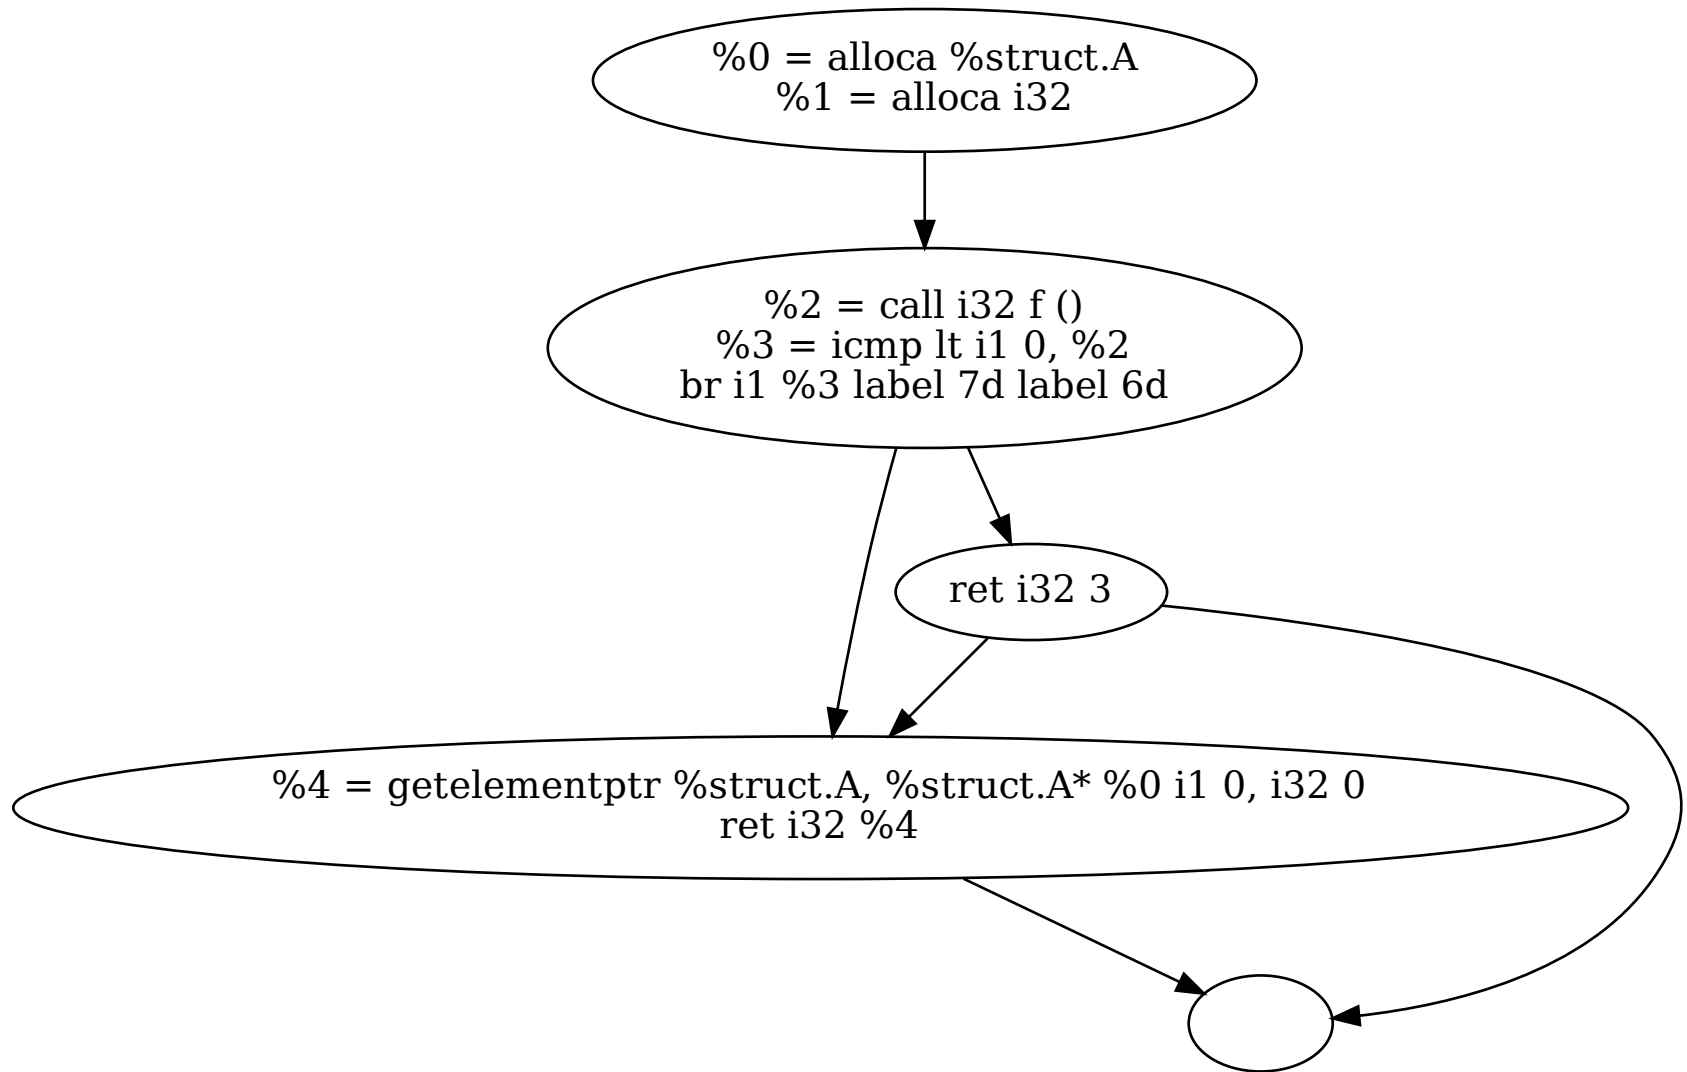 %0 = alloca %struct.A
%1 = alloca i32
%2 = call i32 f ()
%3 = icmp lt i1 0, %2
br i1 %3 label 7d label 6d
ret i32 3
%4 = getelementptr %struct.A, %struct.A* %0 i1 0, i32 0
ret i32 %4